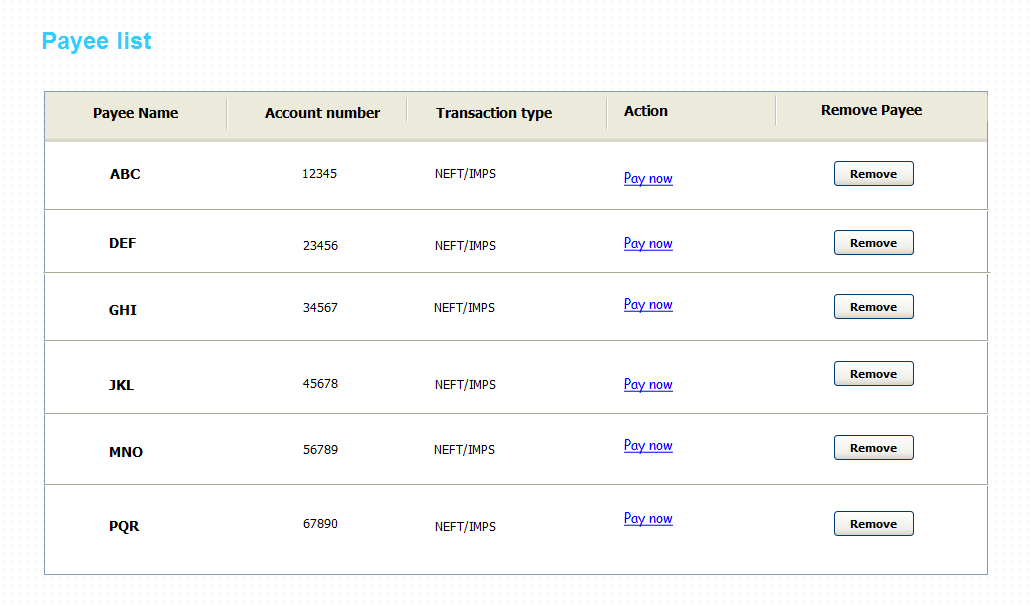 Payee list
Payee Name Account number Transaction type Action Remove Payee
ABC 12345 NEFT/IMPS Pay now Remove
DEF 23456 NEFT/IMPS Pay now Remove
GHI 34567 NEFT/IMPS Pay now Remove
JKL 45678 NEFT/IMPS Pay now Remove
MNO 56789 NEFT/IMPS Pay now Remove
PQR 67890 NEFT/IMPS Pay now Remove